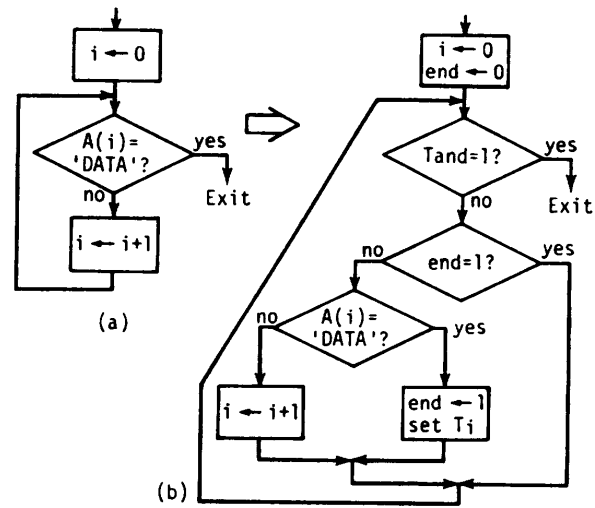 i ← 0
A(i)=
'DATA'?
yes
Exit
no
i ← i+1
(a)
i ← 0
end ← 0
Tand=1?
yes
Exit
no
end=1?
no
yes
A(i)=
'DATA'?
no
yes
i ← i+1
end ← 1
set Ti
(b)